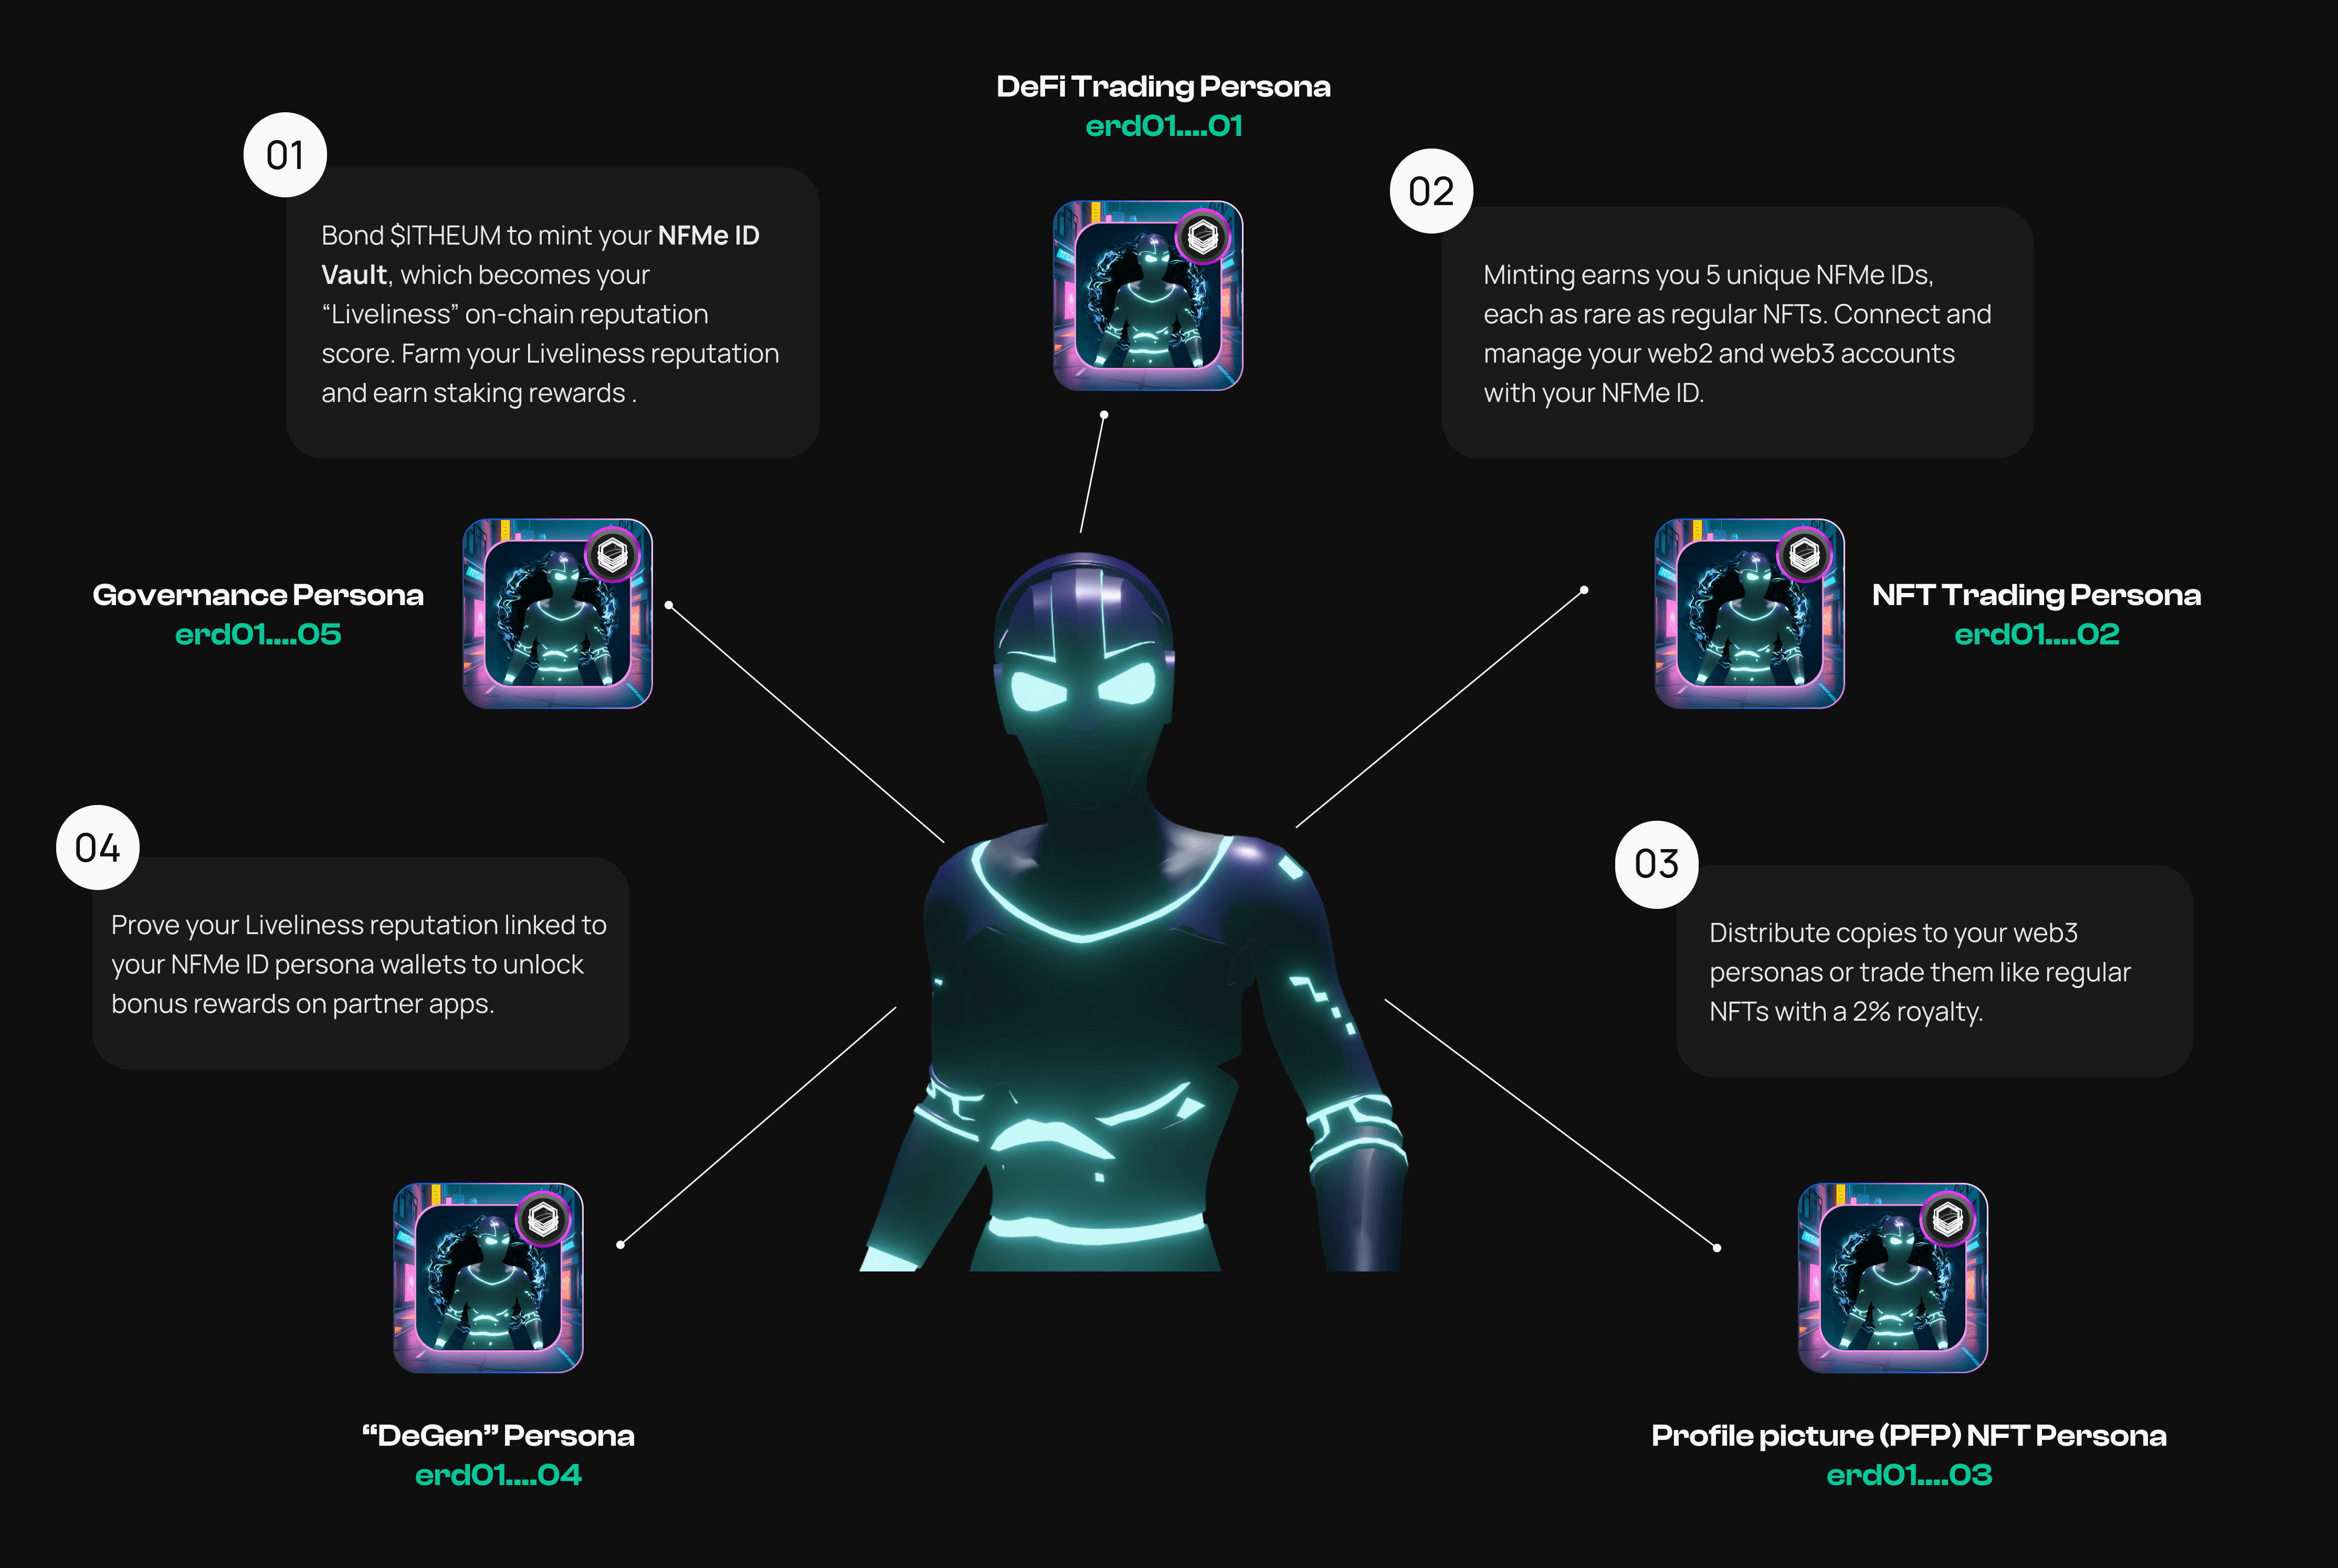 DeFi Trading Persona
erd01....01
01
Bond $ITHEUM to mint your NFMe ID
Vault, which becomes your
“Liveliness” on-chain reputation
score. Farm your Liveliness reputation
and earn staking rewards .
02
Minting earns you 5 unique NFMe IDs,
each as rare as regular NFTs. Connect and
manage your web2 and web3 accounts
with your NFMe ID.
Governance Persona
erd01....05
NFT Trading Persona
erd01....02
04
Prove your Liveliness reputation linked to
your NFMe ID persona wallets to unlock
bonus rewards on partner apps.
03
Distribute copies to your web3
personas or trade them like regular
NFTs with a 2% royalty.
“DeGen” Persona
erd01....04
Profile picture (PFP) NFT Persona
erd01....03